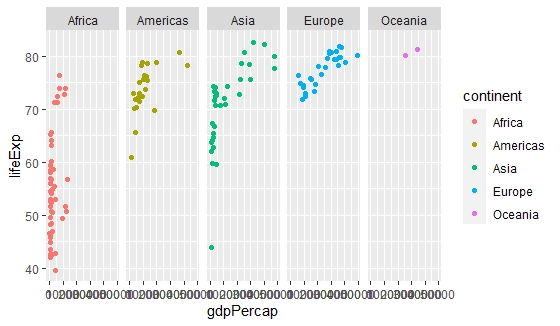 Africa Americas Asia Europe Oceania
80
70
60
50
40
lifeExp
gdpPercap
continent
Africa
Americas
Asia
Europe
Oceania